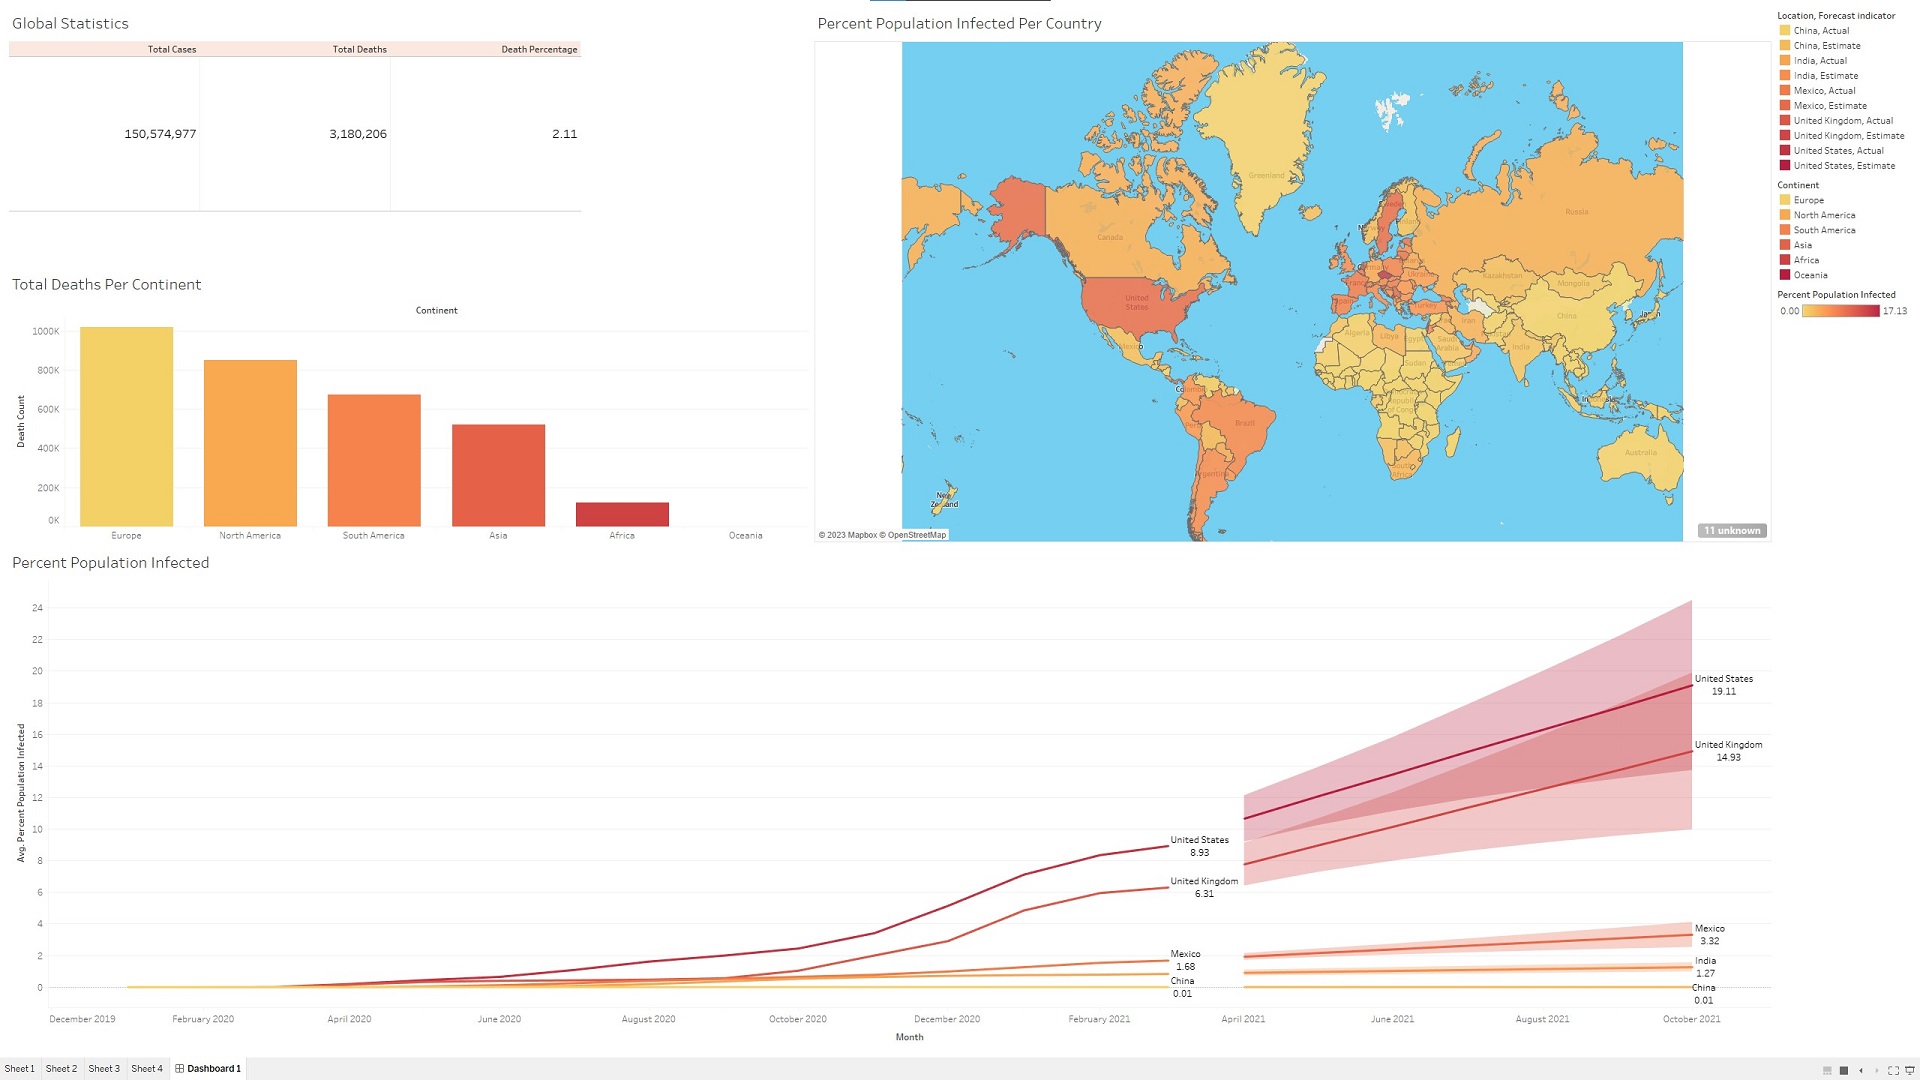 Global Statistics
Total Cases Total Deaths Death Percentage
150,574,977 3,180,206 2.11
Total Deaths Per Continent
Continent
1000K
800K
600K
400K
200K
0K
Death Count
Europe North America South America Asia Africa Oceania
Percent Population Infected Per Country
Greenland
Canada
United States
Mexico
Brazil
Peru
Argentina
Russia
Kazakhstan
Mongolia
China
Ukraine
France
Spain
Turkey
Iran
Algeria
Libya
Egypt
Saudi Arabia
India
Sudan
South Africa
Australia
New Zealand
© 2023 Mapbox © OpenStreetMap
11 unknown
Location, Forecast indicator
China, Actual
China, Estimate
India, Actual
India, Estimate
Mexico, Actual
Mexico, Estimate
United Kingdom, Actual
United Kingdom, Estimate
United States, Actual
United States, Estimate
Continent
Europe
North America
South America
Asia
Africa
Oceania
Percent Population Infected
0.00 17.13
Percent Population Infected
24
22
20
18
16
14
12
10
8
6
4
2
0
Avg. Percent Population Infected
United States
8.93
United Kingdom
6.31
Mexico
1.68
China
0.01
United States
19.11
United Kingdom
14.93
Mexico
3.32
India
1.27
China
0.01
December 2019 February 2020 April 2020 June 2020 August 2020 October 2020 December 2020 February 2021 April 2021 June 2021 August 2021 October 2021
Month
Sheet 1 Sheet 2 Sheet 3 Sheet 4 Dashboard 1